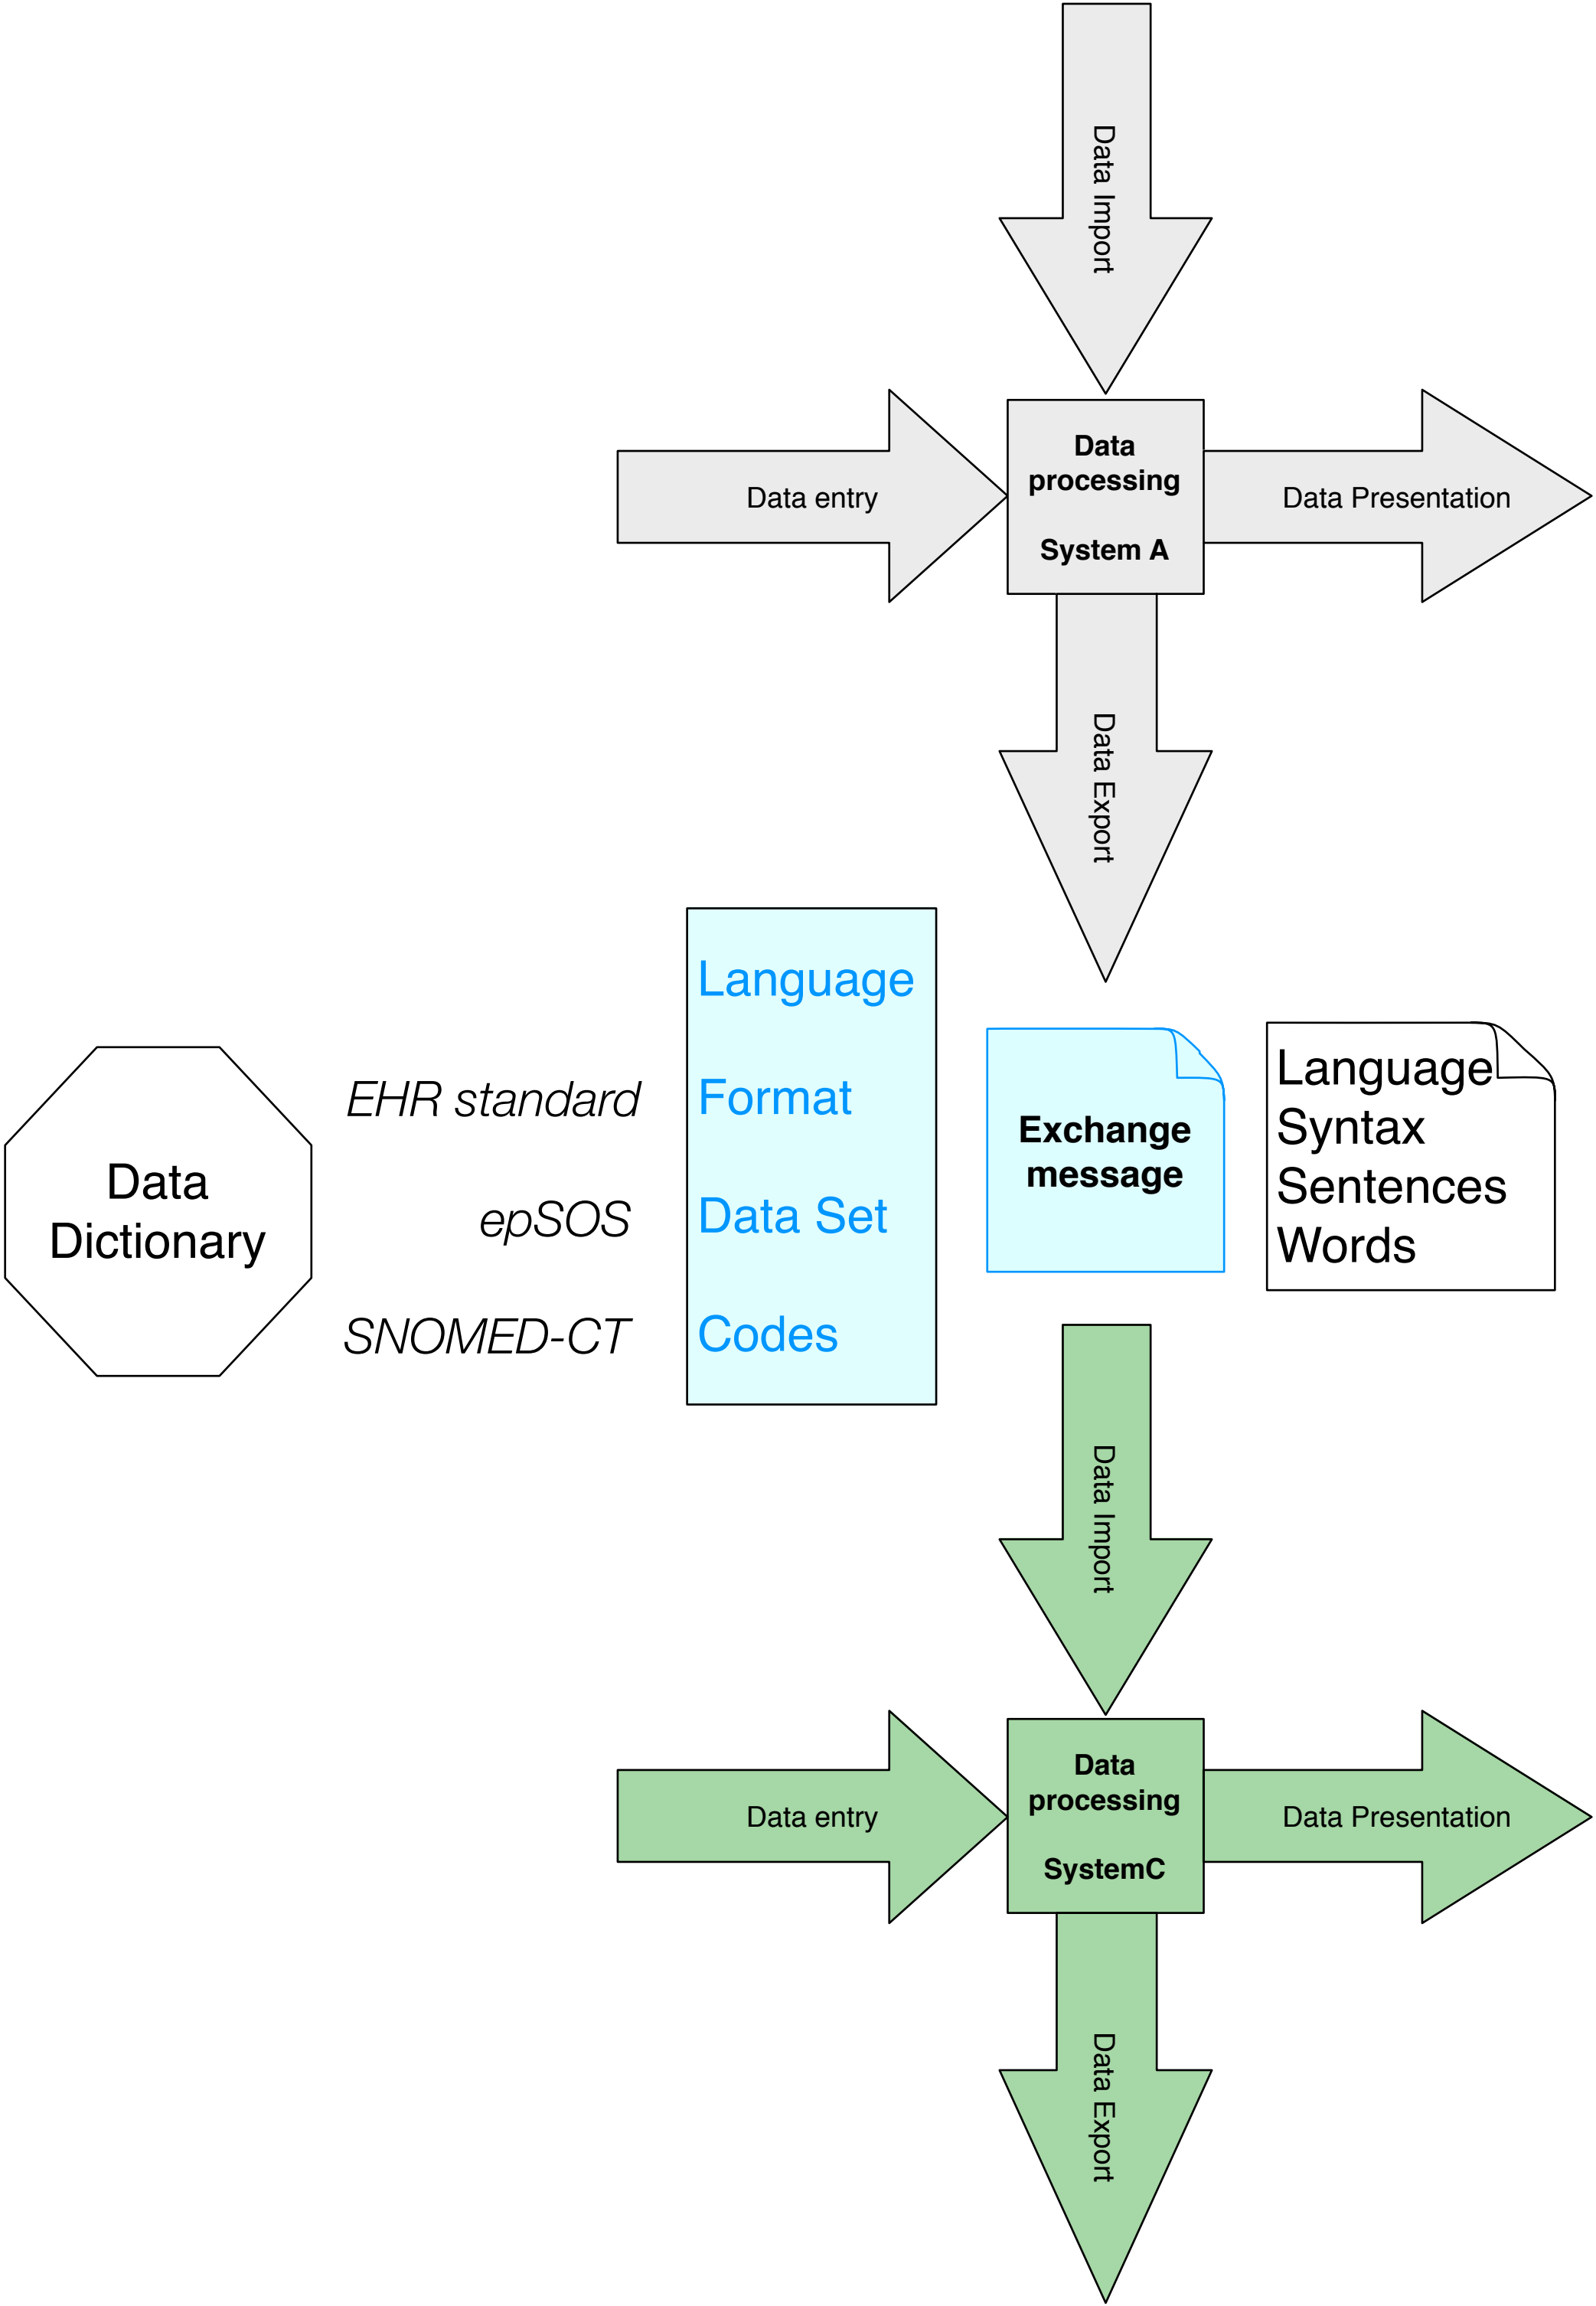 Data Import
Data
processing
System A
Data entry
Data Presentation
Data Export
Data
Dictionary
EHR standard
epSOS
SNOMED-CT
Language
Format
Data Set
Codes
Exchange
message
Language
Syntax
Sentences
Words
Data Import
Data
processing
SystemC
Data entry
Data Presentation
Data Export